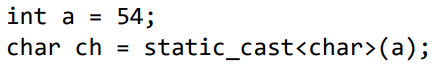 int a = 54;
char ch = static_cast<char>(a);